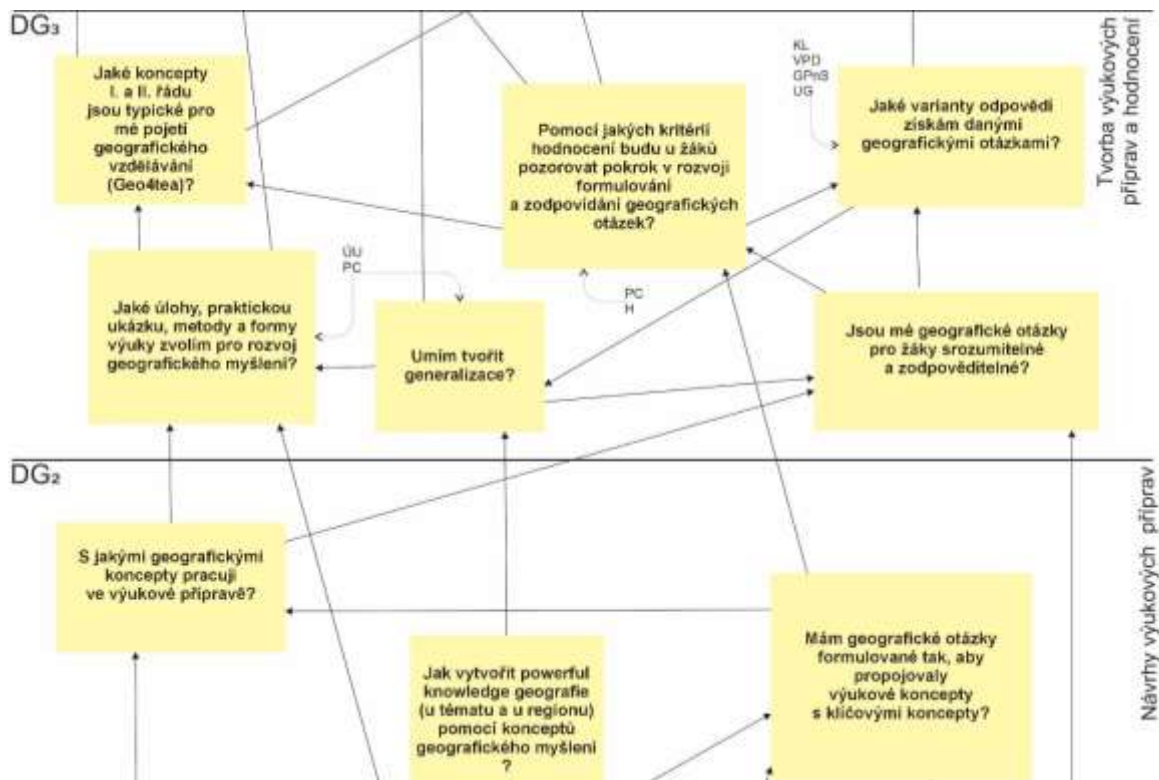 DG₃
Jaké koncepty
I. a II. řádu
jsou typické pro
mé pojetí
geografického
vzdělávání
(Geo4tea)?
Pomocí jakých kritérií
hodnocení budu u žáků
pozorovat pokrok v rozvoji
formulování
a zodpovídání geografických
otázek?
KL
VPD
GPnB
UG
Jaké varianty odpovědí
získám danými
geografickými otázkami?
Tvorba výukových
příprav a hodnocení
Jaké úlohy, praktickou
ukázku, metody a formy
výuky zvolím pro rozvoj
geografického myšlení?
ÚU
PC
Umím tvořit
generalizace?
PC
H
Jsou mé geografické otázky
pro žáky srozumitelné
a zodpověditelné?
DG₂
S jakými geografickými
koncepty pracuji
ve výukové přípravě?
Jak vytvořit powerful
knowledge geografie
(u tématu a u regionu)
pomocí konceptů
geografického myšlení
?
Mám geografické otázky
formulované tak, aby
propojovaly
výukové koncepty
s klíčovými koncepty?
Návrhy výukových příprav